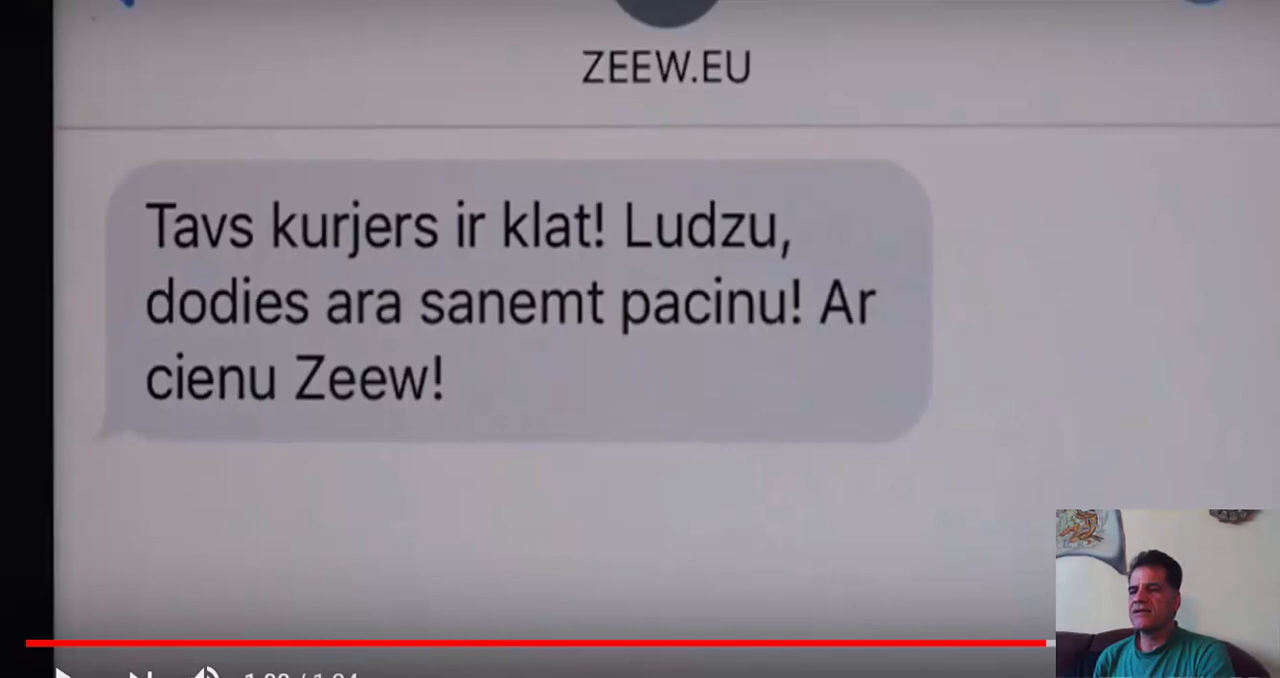 ZEEW.EU
Tavs kurjers ir klat! Ludzu,
dodies ara sanemt pacinu! Ar
cienu Zeew!